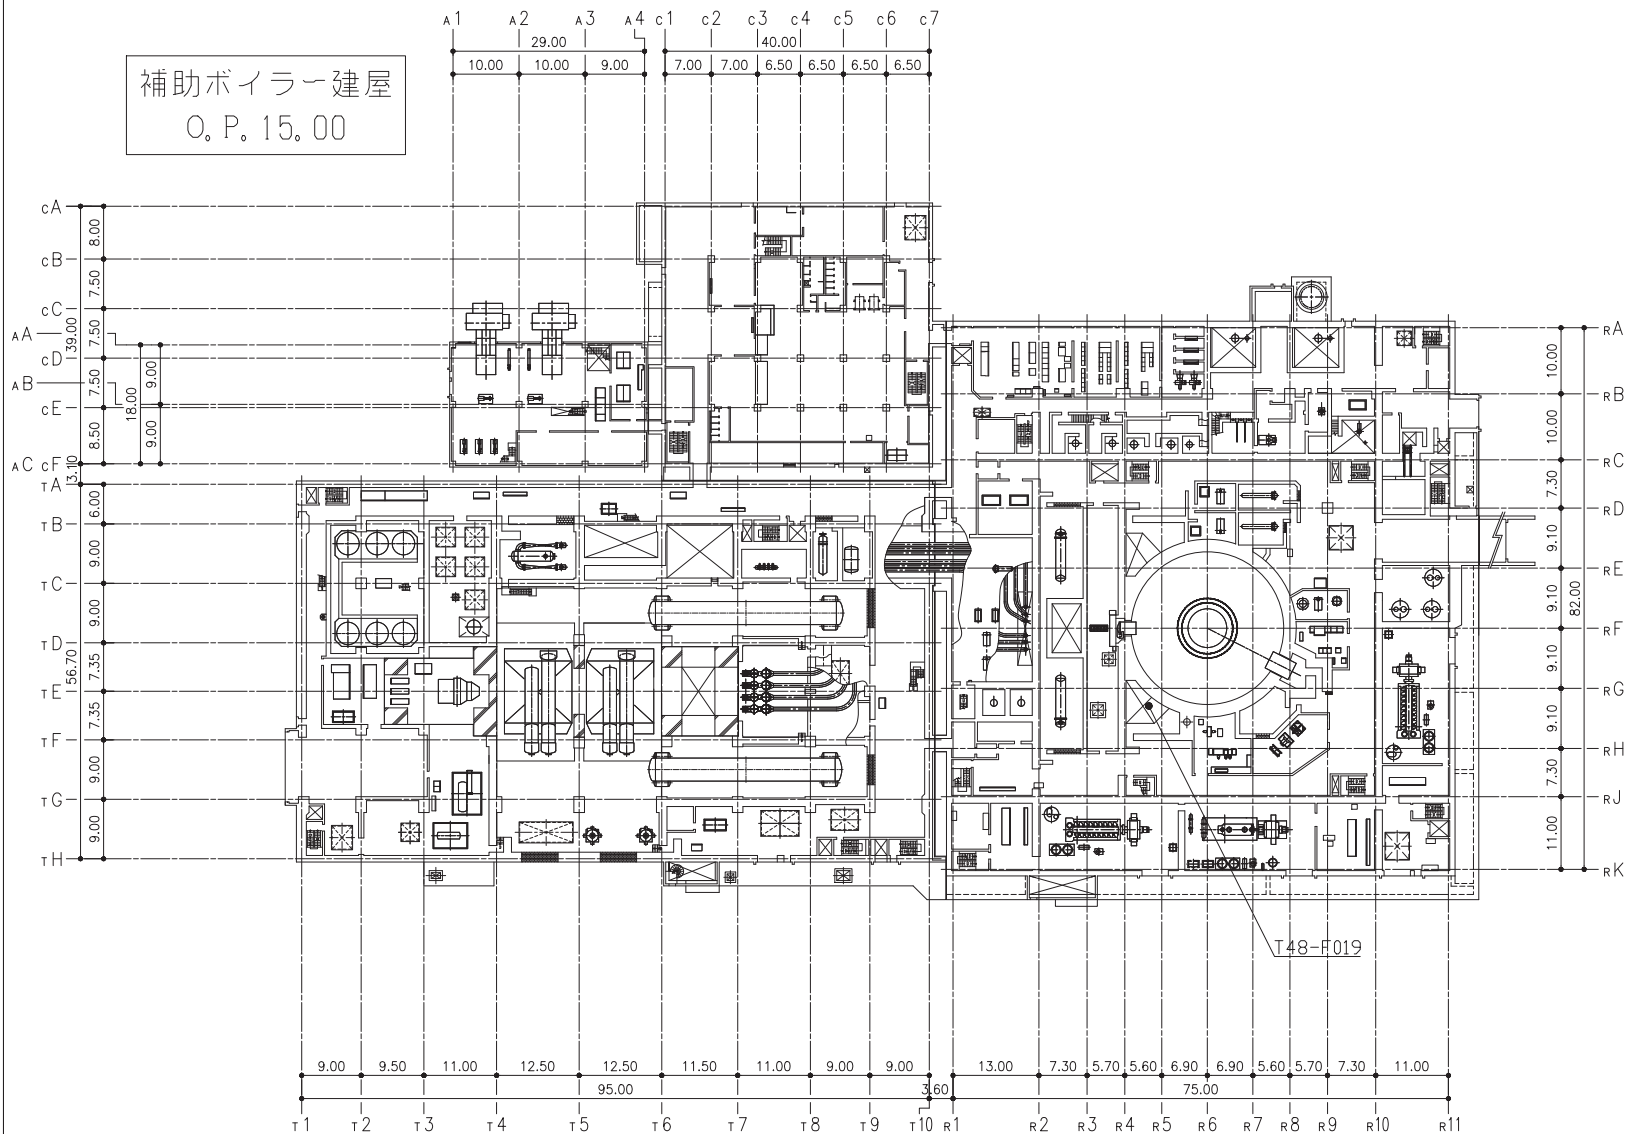 A1 A2 A3 A4 C1 C2 C3 C4 C5 C6 C7
29.00 40.00
10.00 10.00 9.00 7.00 7.00 6.50 6.50 6.50 6.50
補助ボイラー建屋
O.P.15.00
CA
8.00
CB
7.50
CC
AA
39.00
7.50
CD
AB
7.50
9.00
18.00
CE
8.50
9.00
AC CF
3.10
TA
6.00
TB
9.00
TC
9.00
TD
56.70
7.35
TE
7.35
TF
9.00
TG
9.00
TH
RA
10.00
RB
10.00
RC
7.30
RD
9.10
RE
9.10
82.00
RF
9.10
RG
9.10
RH
7.30
RJ
11.00
RK
T48-F019
9.00 9.50 11.00 12.50 12.50 11.50 11.00 9.00 9.00 13.00 7.30 5.70 5.60 6.90 6.90 5.60 5.70 7.30 11.00
95.00 3.60 75.00
T1 T2 T3 T4 T5 T6 T7 T8 T9 T10 R1 R2 R3 R4 R5 R6 R7 R8 R9 R10 R11